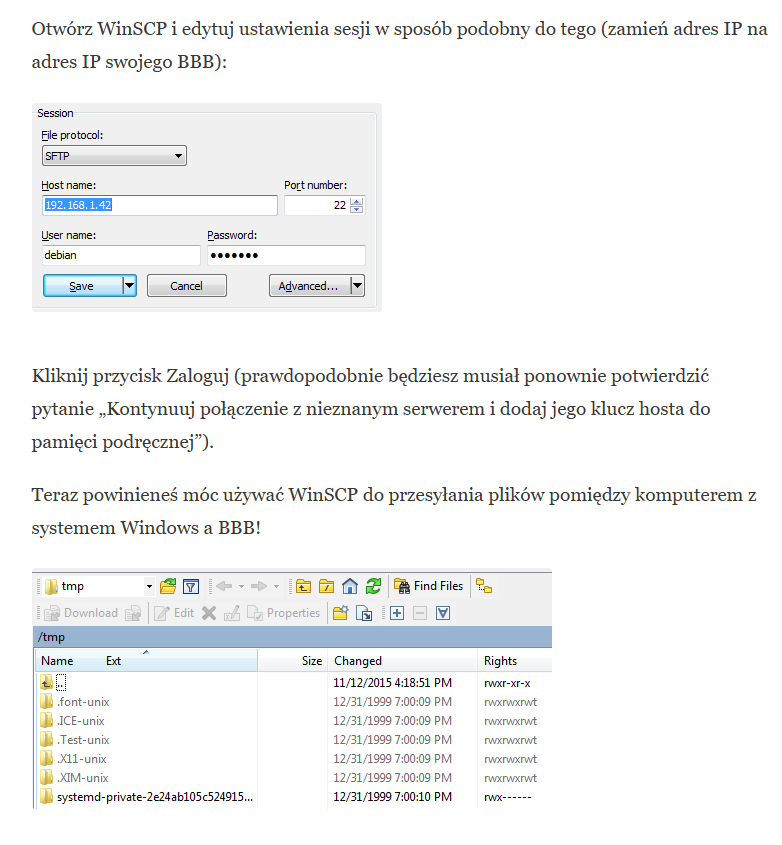 Otwórz WinSCP i edytuj ustawienia sesji w sposób podobny do tego (zamień adres IP na
adres IP swojego BBB):
Session
File protocol:
SFTP
Host name: Port number:
192.168.1.42 22
User name: Password:
debian •••••••
Save Cancel Advanced...
Kliknij przycisk Zaloguj (prawdopodobnie będziesz musiał ponownie potwierdzić
pytanie „Kontynuuj połączenie z nieznanym serwerem i dodaj jego klucz hosta do
pamięci podręcznej”).
Teraz powinieneś móc używać WinSCP do przesyłania plików pomiędzy komputerem z
systemem Windows a BBB!
tmp Find Files
Download Edit Properties
/tmp
Name Ext Size Changed Rights
.. 11/12/2015 4:18:51 PM rwxr-xr-x
.font-unix 12/31/1999 7:00:09 PM rwxrwxrwt
.ICE-unix 12/31/1999 7:00:09 PM rwxrwxrwt
.Test-unix 12/31/1999 7:00:09 PM rwxrwxrwt
.X11-unix 12/31/1999 7:00:09 PM rwxrwxrwt
.XIM-unix 12/31/1999 7:00:09 PM rwxrwxrwt
systemd-private-2e24ab105c524915... 12/31/1999 7:00:10 PM rwx------